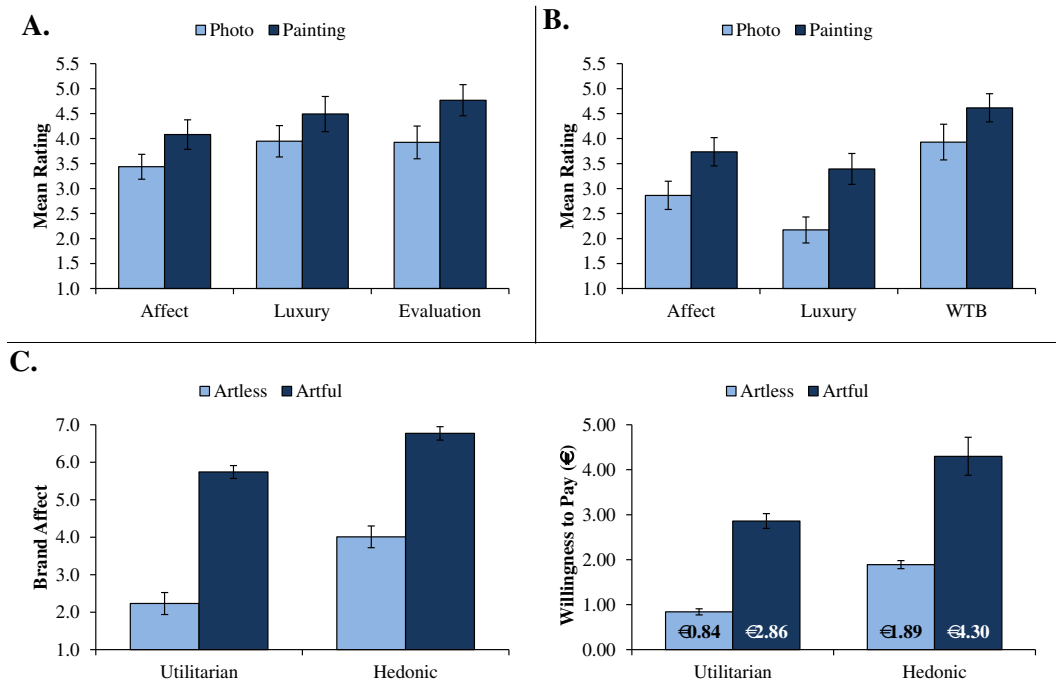 A.
Photo Painting
Mean Rating
5.5
5.0
4.5
4.0
3.5
3.0
2.5
2.0
1.5
1.0
Affect Luxury Evaluation
B.
Photo Painting
Mean Rating
5.5
5.0
4.5
4.0
3.5
3.0
2.5
2.0
1.5
1.0
Affect Luxury WTB
C.
Artless Artful
Brand Affect
7.0
6.0
5.0
4.0
3.0
2.0
1.0
Utilitarian Hedonic
Artless Artful
Willingness to Pay (€)
5.00
4.00
3.00
2.00
1.00
0.00
€0.84 €2.86 €1.89 €4.30
Utilitarian Hedonic